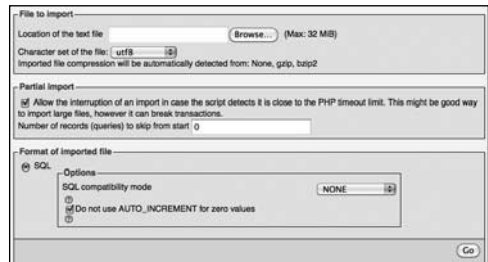 File to import
Location of the text file Browse... (Max: 32 MiB)
Character set of the file: utf8
Imported file compression will be automatically detected from: None, gzip, bzip2
Partial import
Allow the interruption of an import in case the script detects it is close to the PHP timeout limit. This might be good way
to import large files, however it can break transactions.
Number of records (queries) to skip from start 0
Format of imported file
SQL
Options
SQL compatibility mode NONE
Do not use AUTO_INCREMENT for zero values
Go